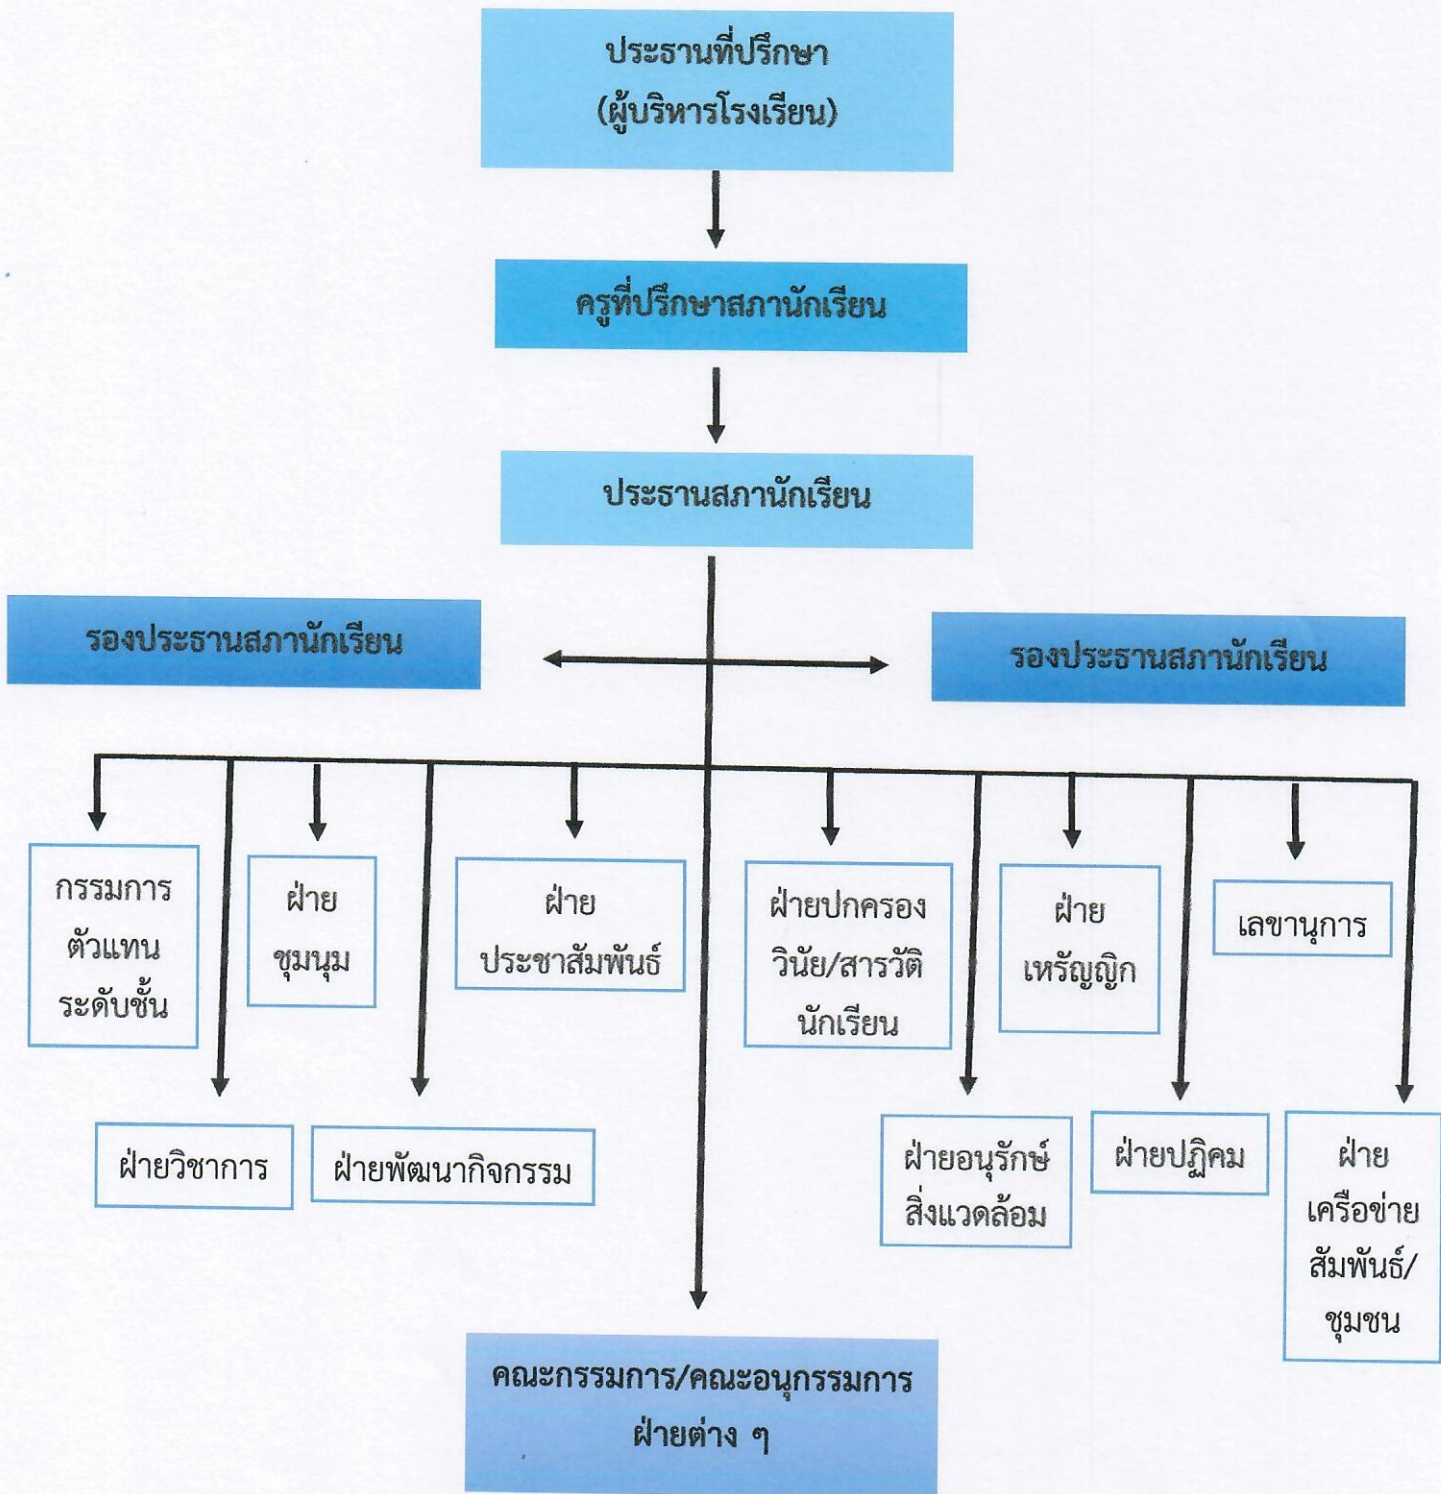 ประธานที่ปรึกษา
(ผู้บริหารโรงเรียน)
ครูที่ปรึกษาสภานักเรียน
ประธานสภานักเรียน
รองประธานสภานักเรียน
รองประธานสภานักเรียน
กรรมการ
ตัวแทน
ระดับชั้น
ฝ่าย
ชุมนุม
ฝ่าย
ประชาสัมพันธ์
ฝ่ายปกครอง
วินัย/สารวัติ
นักเรียน
ฝ่าย
เหรัญญิก
เลขานุการ
ฝ่ายวิชาการ
ฝ่ายพัฒนากิจกรรม
ฝ่ายอนุรักษ์
สิ่งแวดล้อม
ฝ่ายปฏิคม
ฝ่าย
เครือข่าย
สัมพันธ์/
ชุมชน
คณะกรรมการ/คณะอนุกรรมการ
ฝ่ายต่าง ๆ